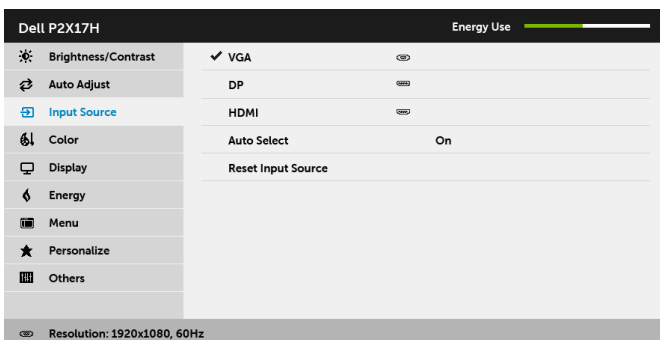 Dell P2X17H Energy Use
Brightness/Contrast VGA
Auto Adjust DP
Input Source HDMI
Color Auto Select On
Display Reset Input Source
Energy
Menu
Personalize
Others
Resolution: 1920x1080, 60Hz